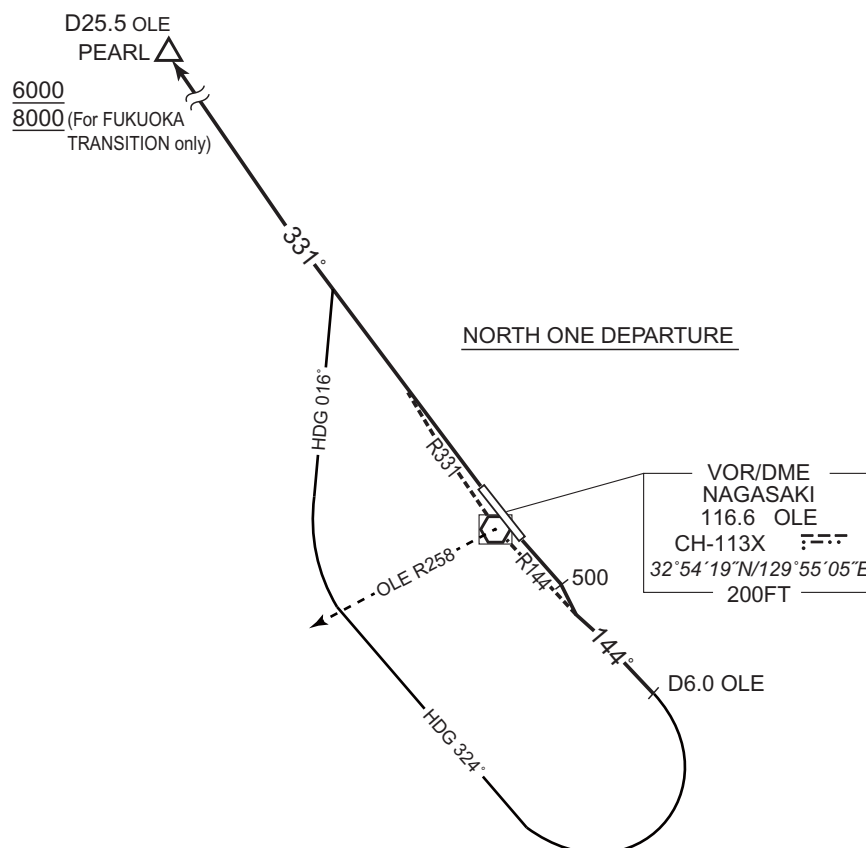 D25.5 OLE
PEARL
6000
8000 (For FUKUOKA
TRANSITION only)
331°
NORTH ONE DEPARTURE
HDG 016°
R331
VOR/DME
NAGASAKI
116.6 OLE
CH-113X
32°54´19˝N/129°55´05˝E
200FT
OLE R258
R144
500
144°
D6.0 OLE
HDG 324°